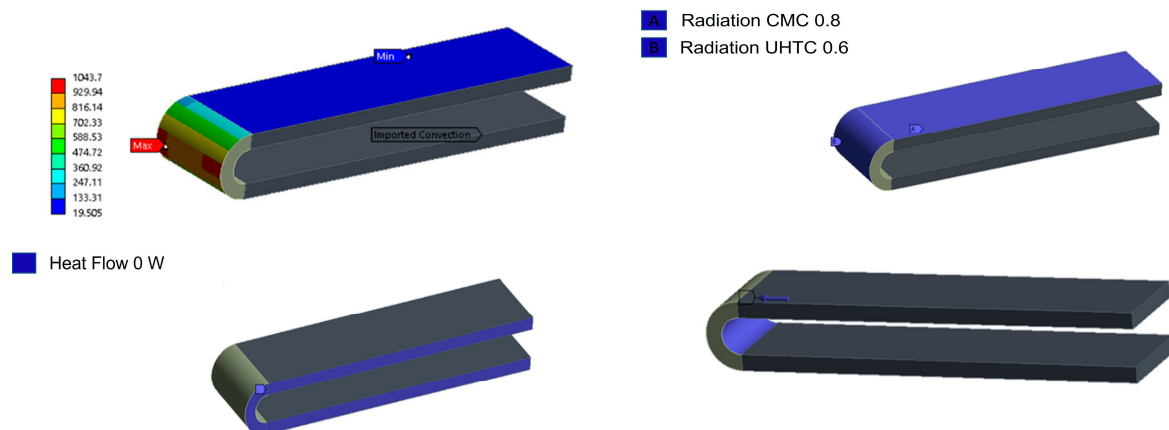 Min
1043.7
929.94
816.14
702.33
588.53
474.72
360.92
247.11
133.31
19.505
Max
Imported Convection
A Radiation CMC 0.8
B Radiation UHTC 0.6
A
B
Heat Flow 0 W